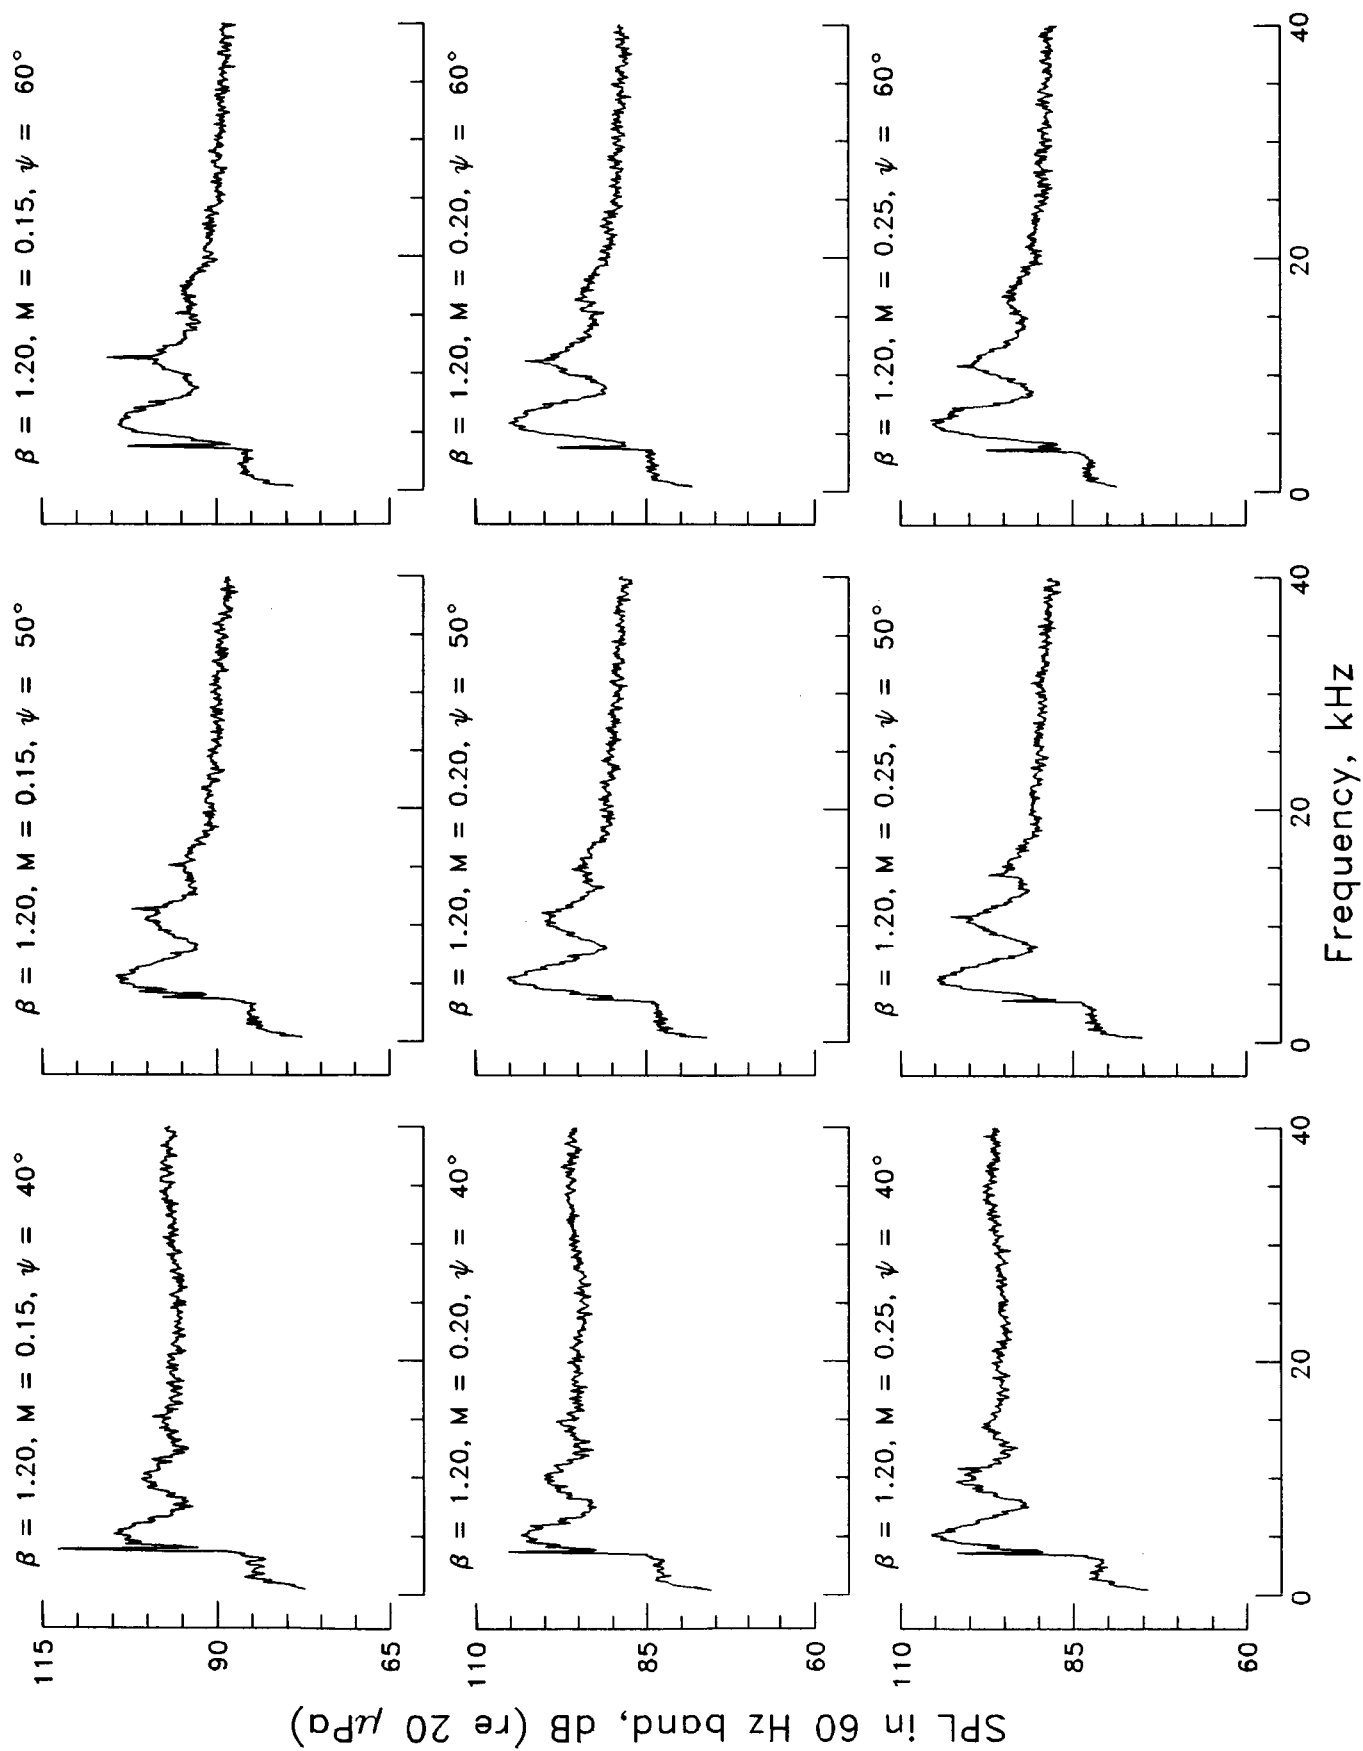 β = 1.20, M = 0.15, ψ = 40°
β = 1.20, M = 0.15, ψ = 50°
β = 1.20, M = 0.15, ψ = 60°
115
90
65
β = 1.20, M = 0.20, ψ = 40°
β = 1.20, M = 0.20, ψ = 50°
β = 1.20, M = 0.20, ψ = 60°
110
85
60
β = 1.20, M = 0.25, ψ = 40°
β = 1.20, M = 0.25, ψ = 50°
β = 1.20, M = 0.25, ψ = 60°
110
85
60
0 20 40 0 20 40 0 20 40
SPL in 60 Hz band, dB (re 20 μPa)
Frequency, kHz